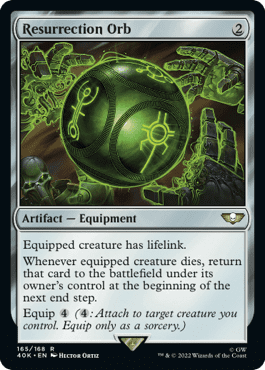 Resurrection Orb 2
Artifact — Equipment
Equipped creature has lifelink.
Whenever equipped creature dies, return
that card to the battlefield under its
owner's control at the beginning of the
next end step.
Equip 4 (4: Attach to target creature you
control. Equip only as a sorcery.)
165/168 R
40K • EN HECTOR ORTIZ
© GW
™ & © 2022 Wizards of the Coast